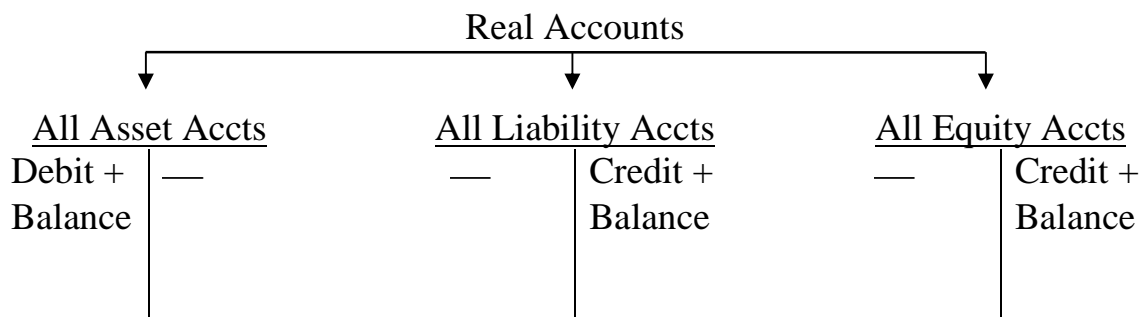 Real Accounts
All Asset Accts
All Liability Accts
All Equity Accts
Debit + —
— Credit +
— Credit +
Balance
Balance
Balance